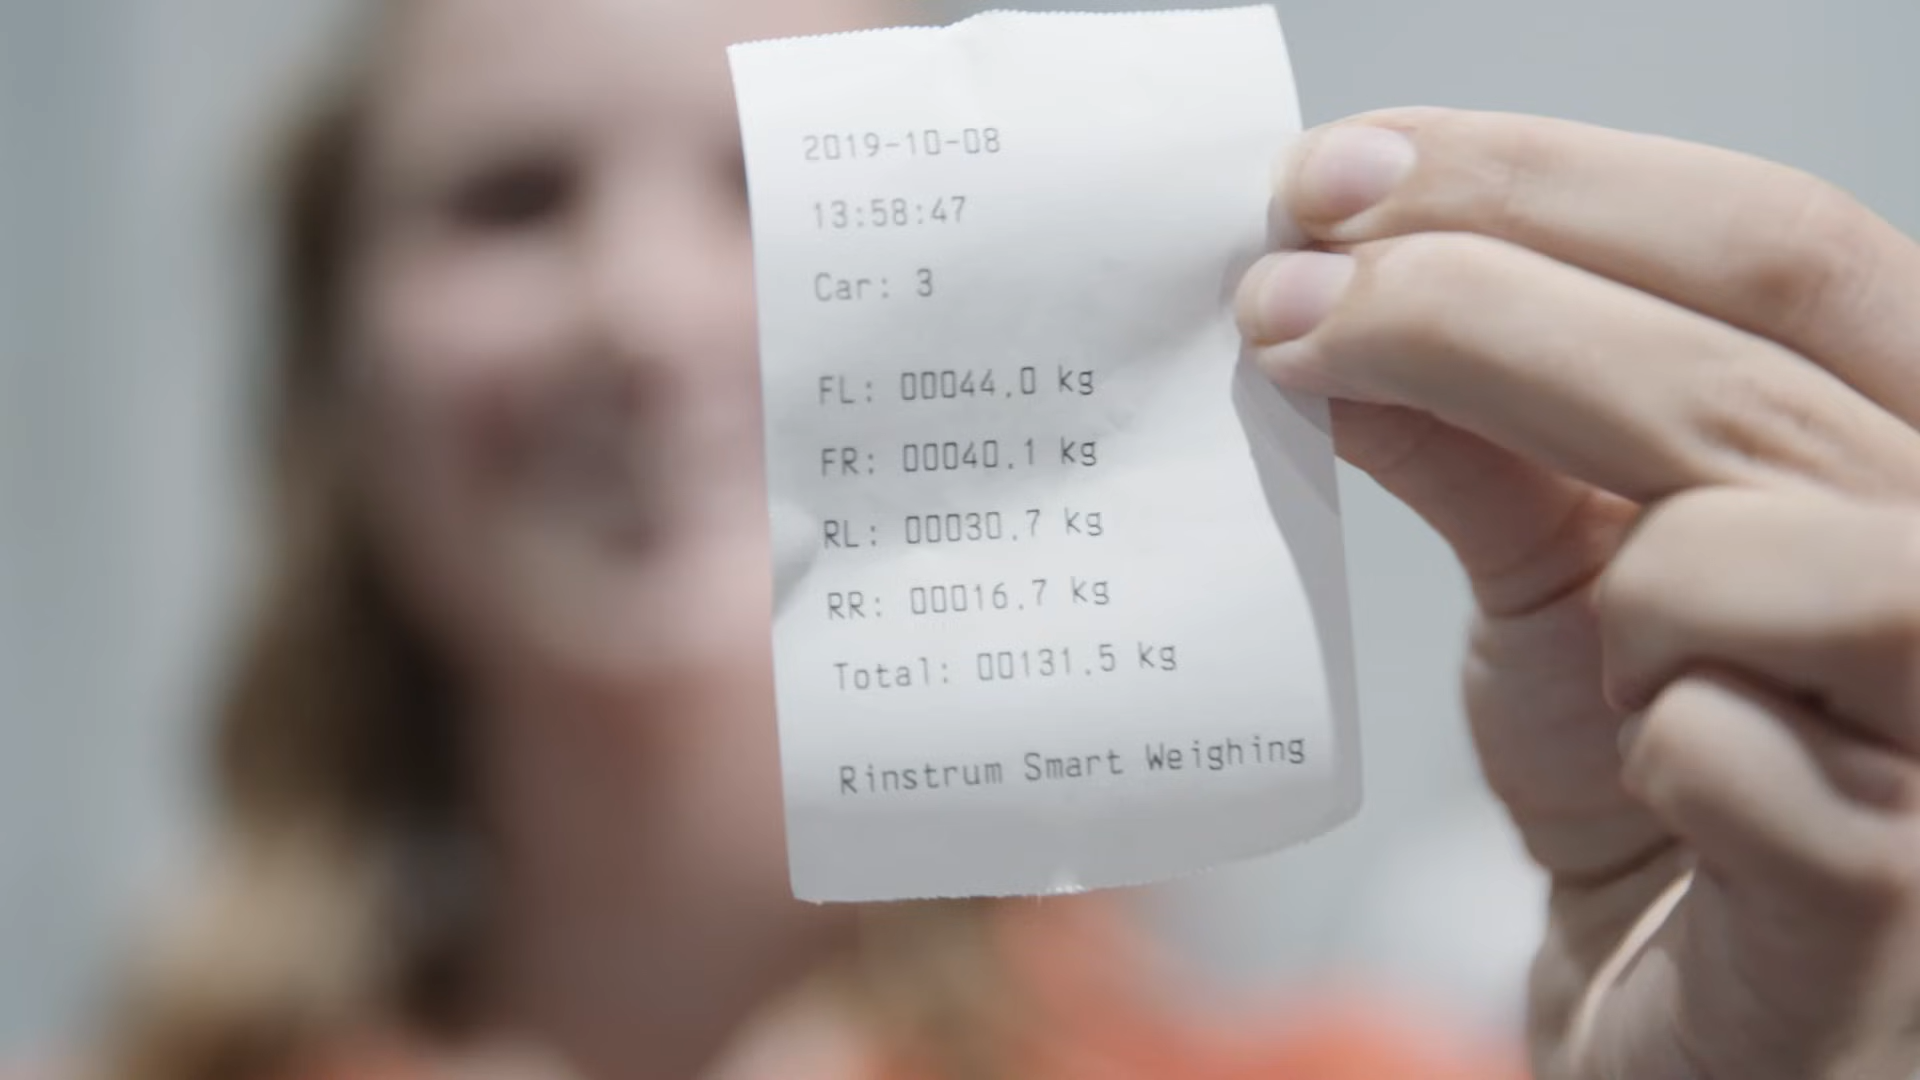 2019-10-08
13:58:47
Car: 3
FL: 00044.0 kg
FR: 00040.1 kg
RL: 00030.7 kg
RR: 00016.7 kg
Total: 00131.5 kg
Rinstrum Smart Weighing